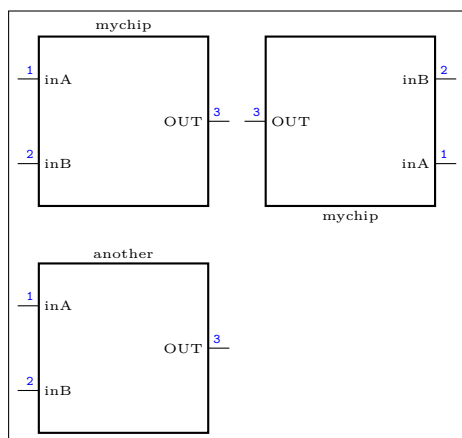 mychip
1 inA
OUT 3
2 inB
2 inB
3 OUT
1 inA
mychip
another
1 inA
OUT 3
2 inB